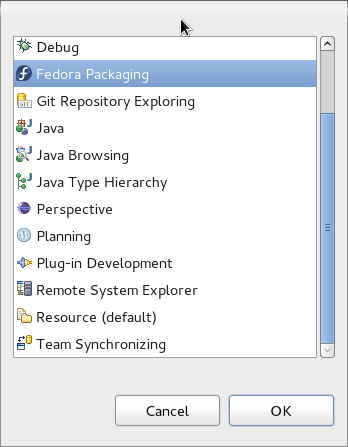 Debug
Fedora Packaging
Git Repository Exploring
Java
Java Browsing
Java Type Hierarchy
Perspective
Planning
Plug-in Development
Remote System Explorer
Resource (default)
Team Synchronizing
Cancel OK